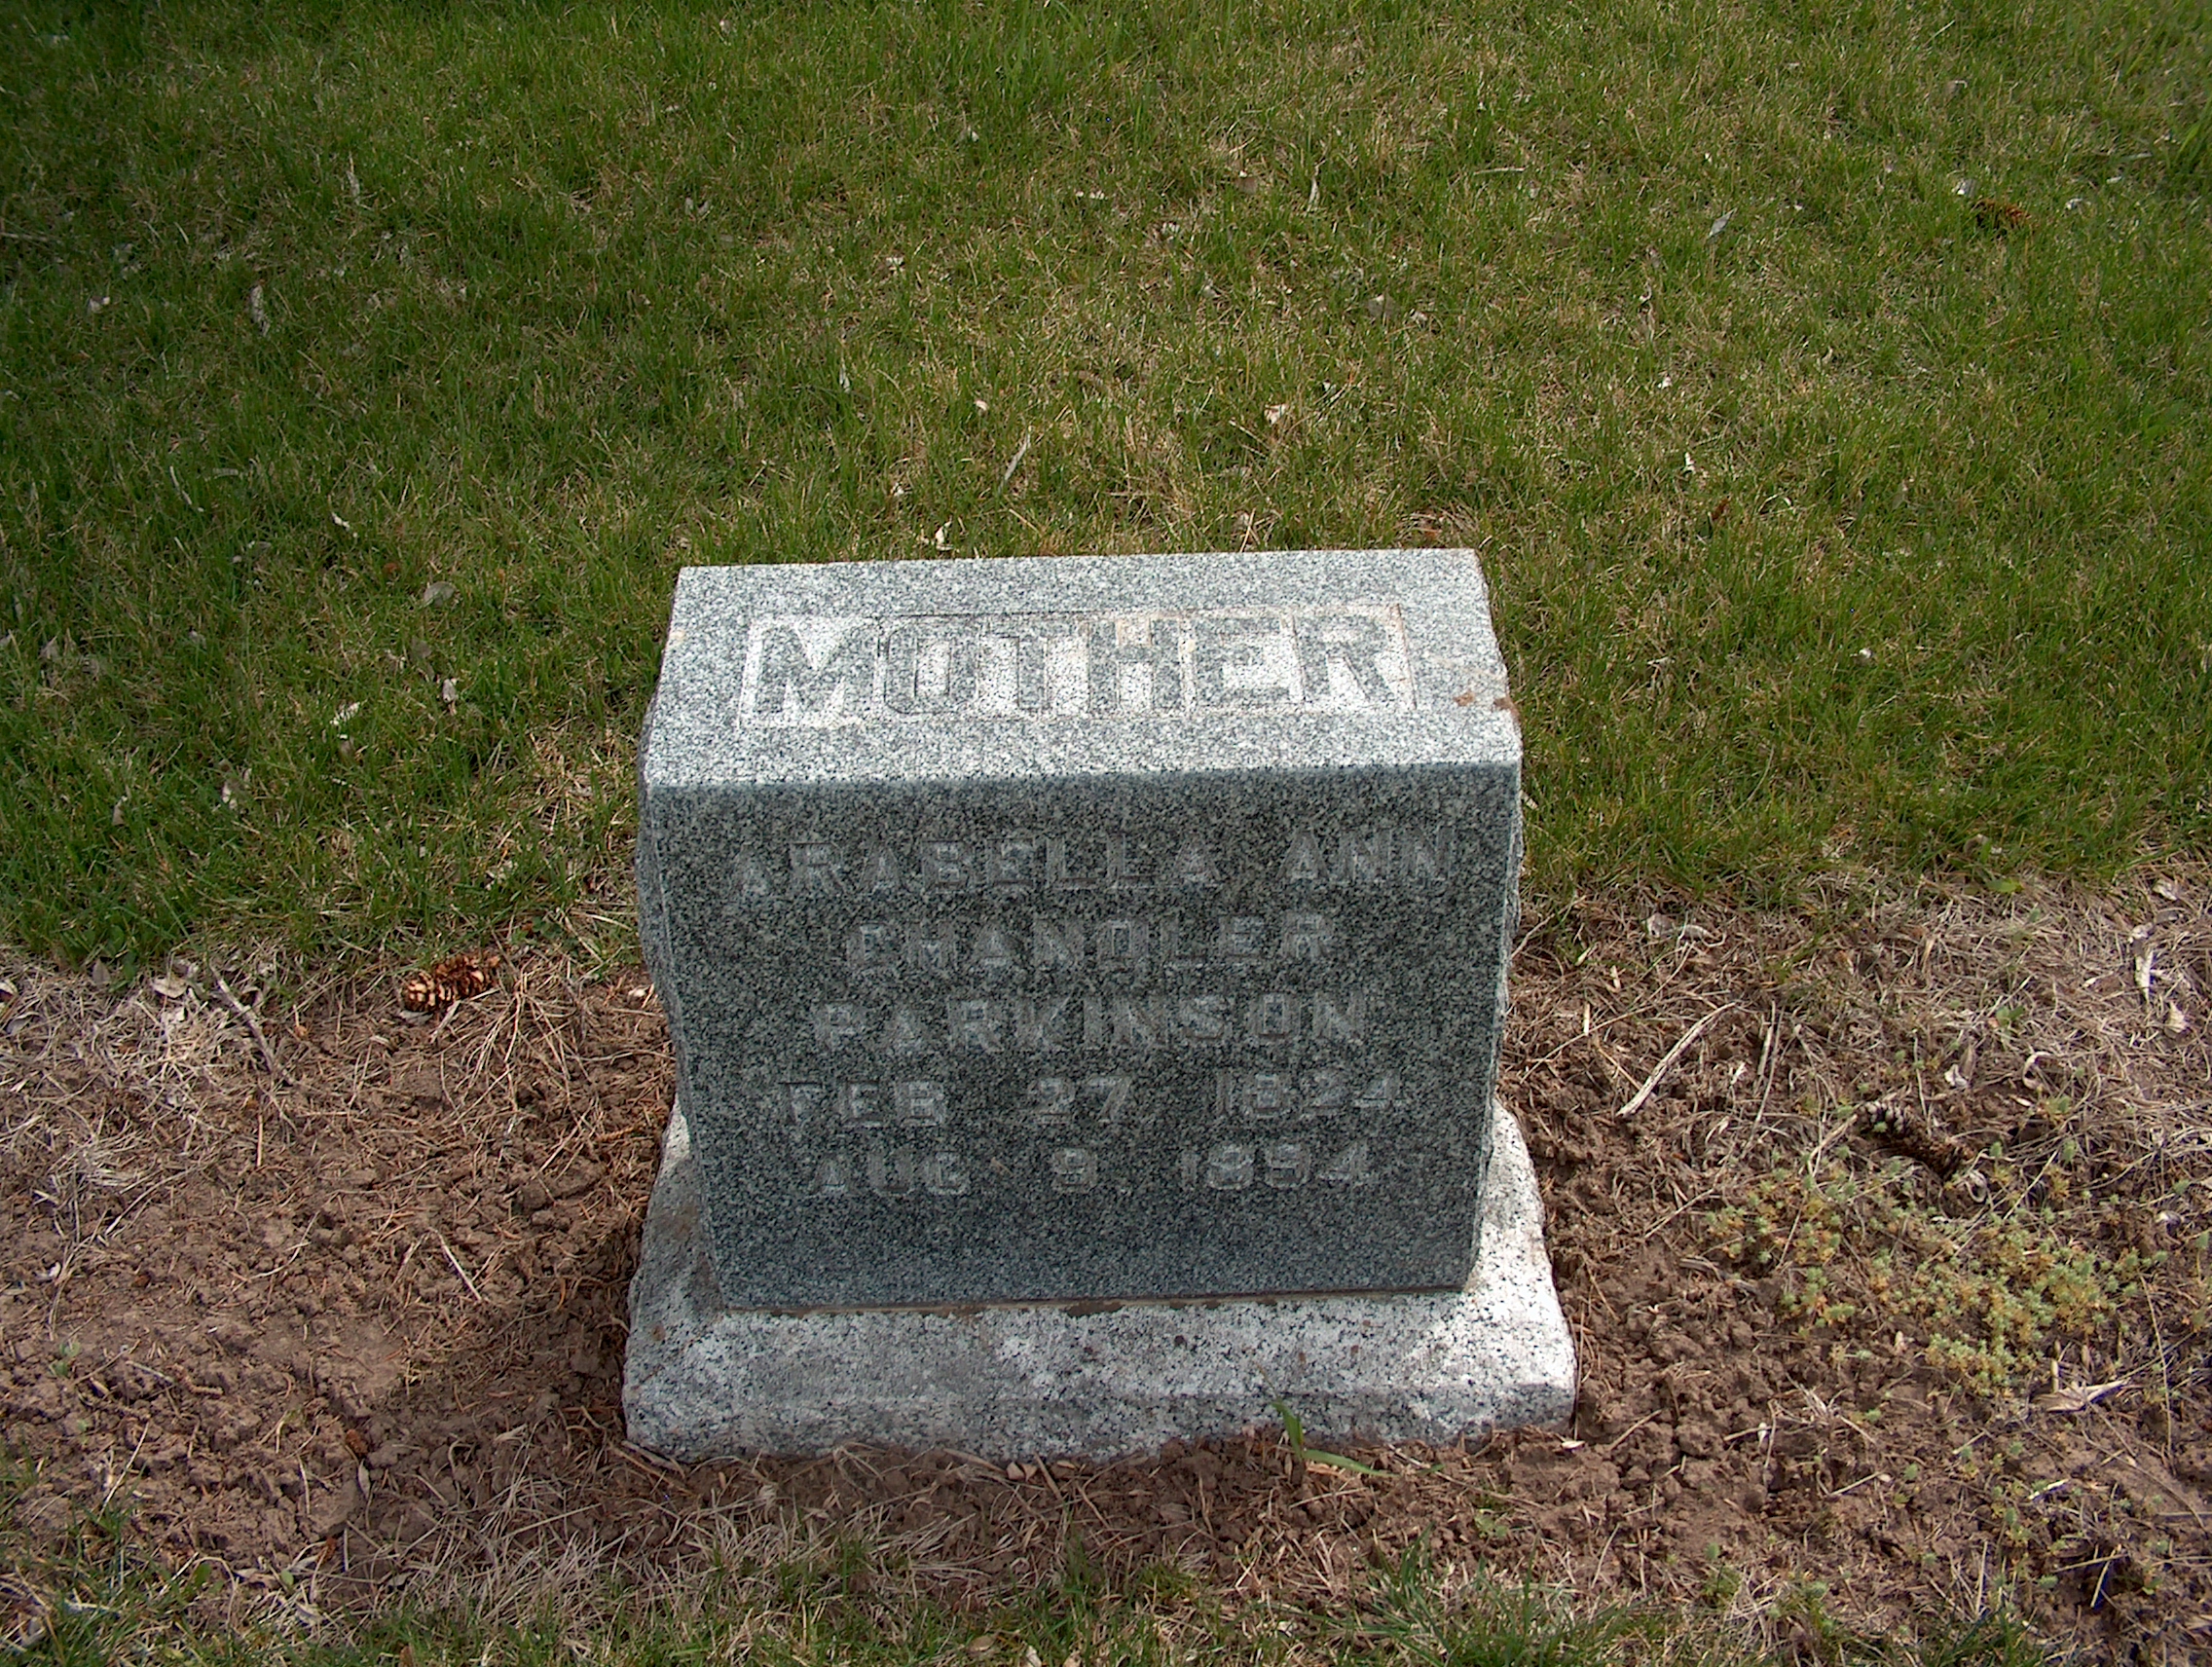 MOTHER
ARABELLA ANN
CHANDLER
PARKINSON
FEB 27, 1824
AUG 9, 1894